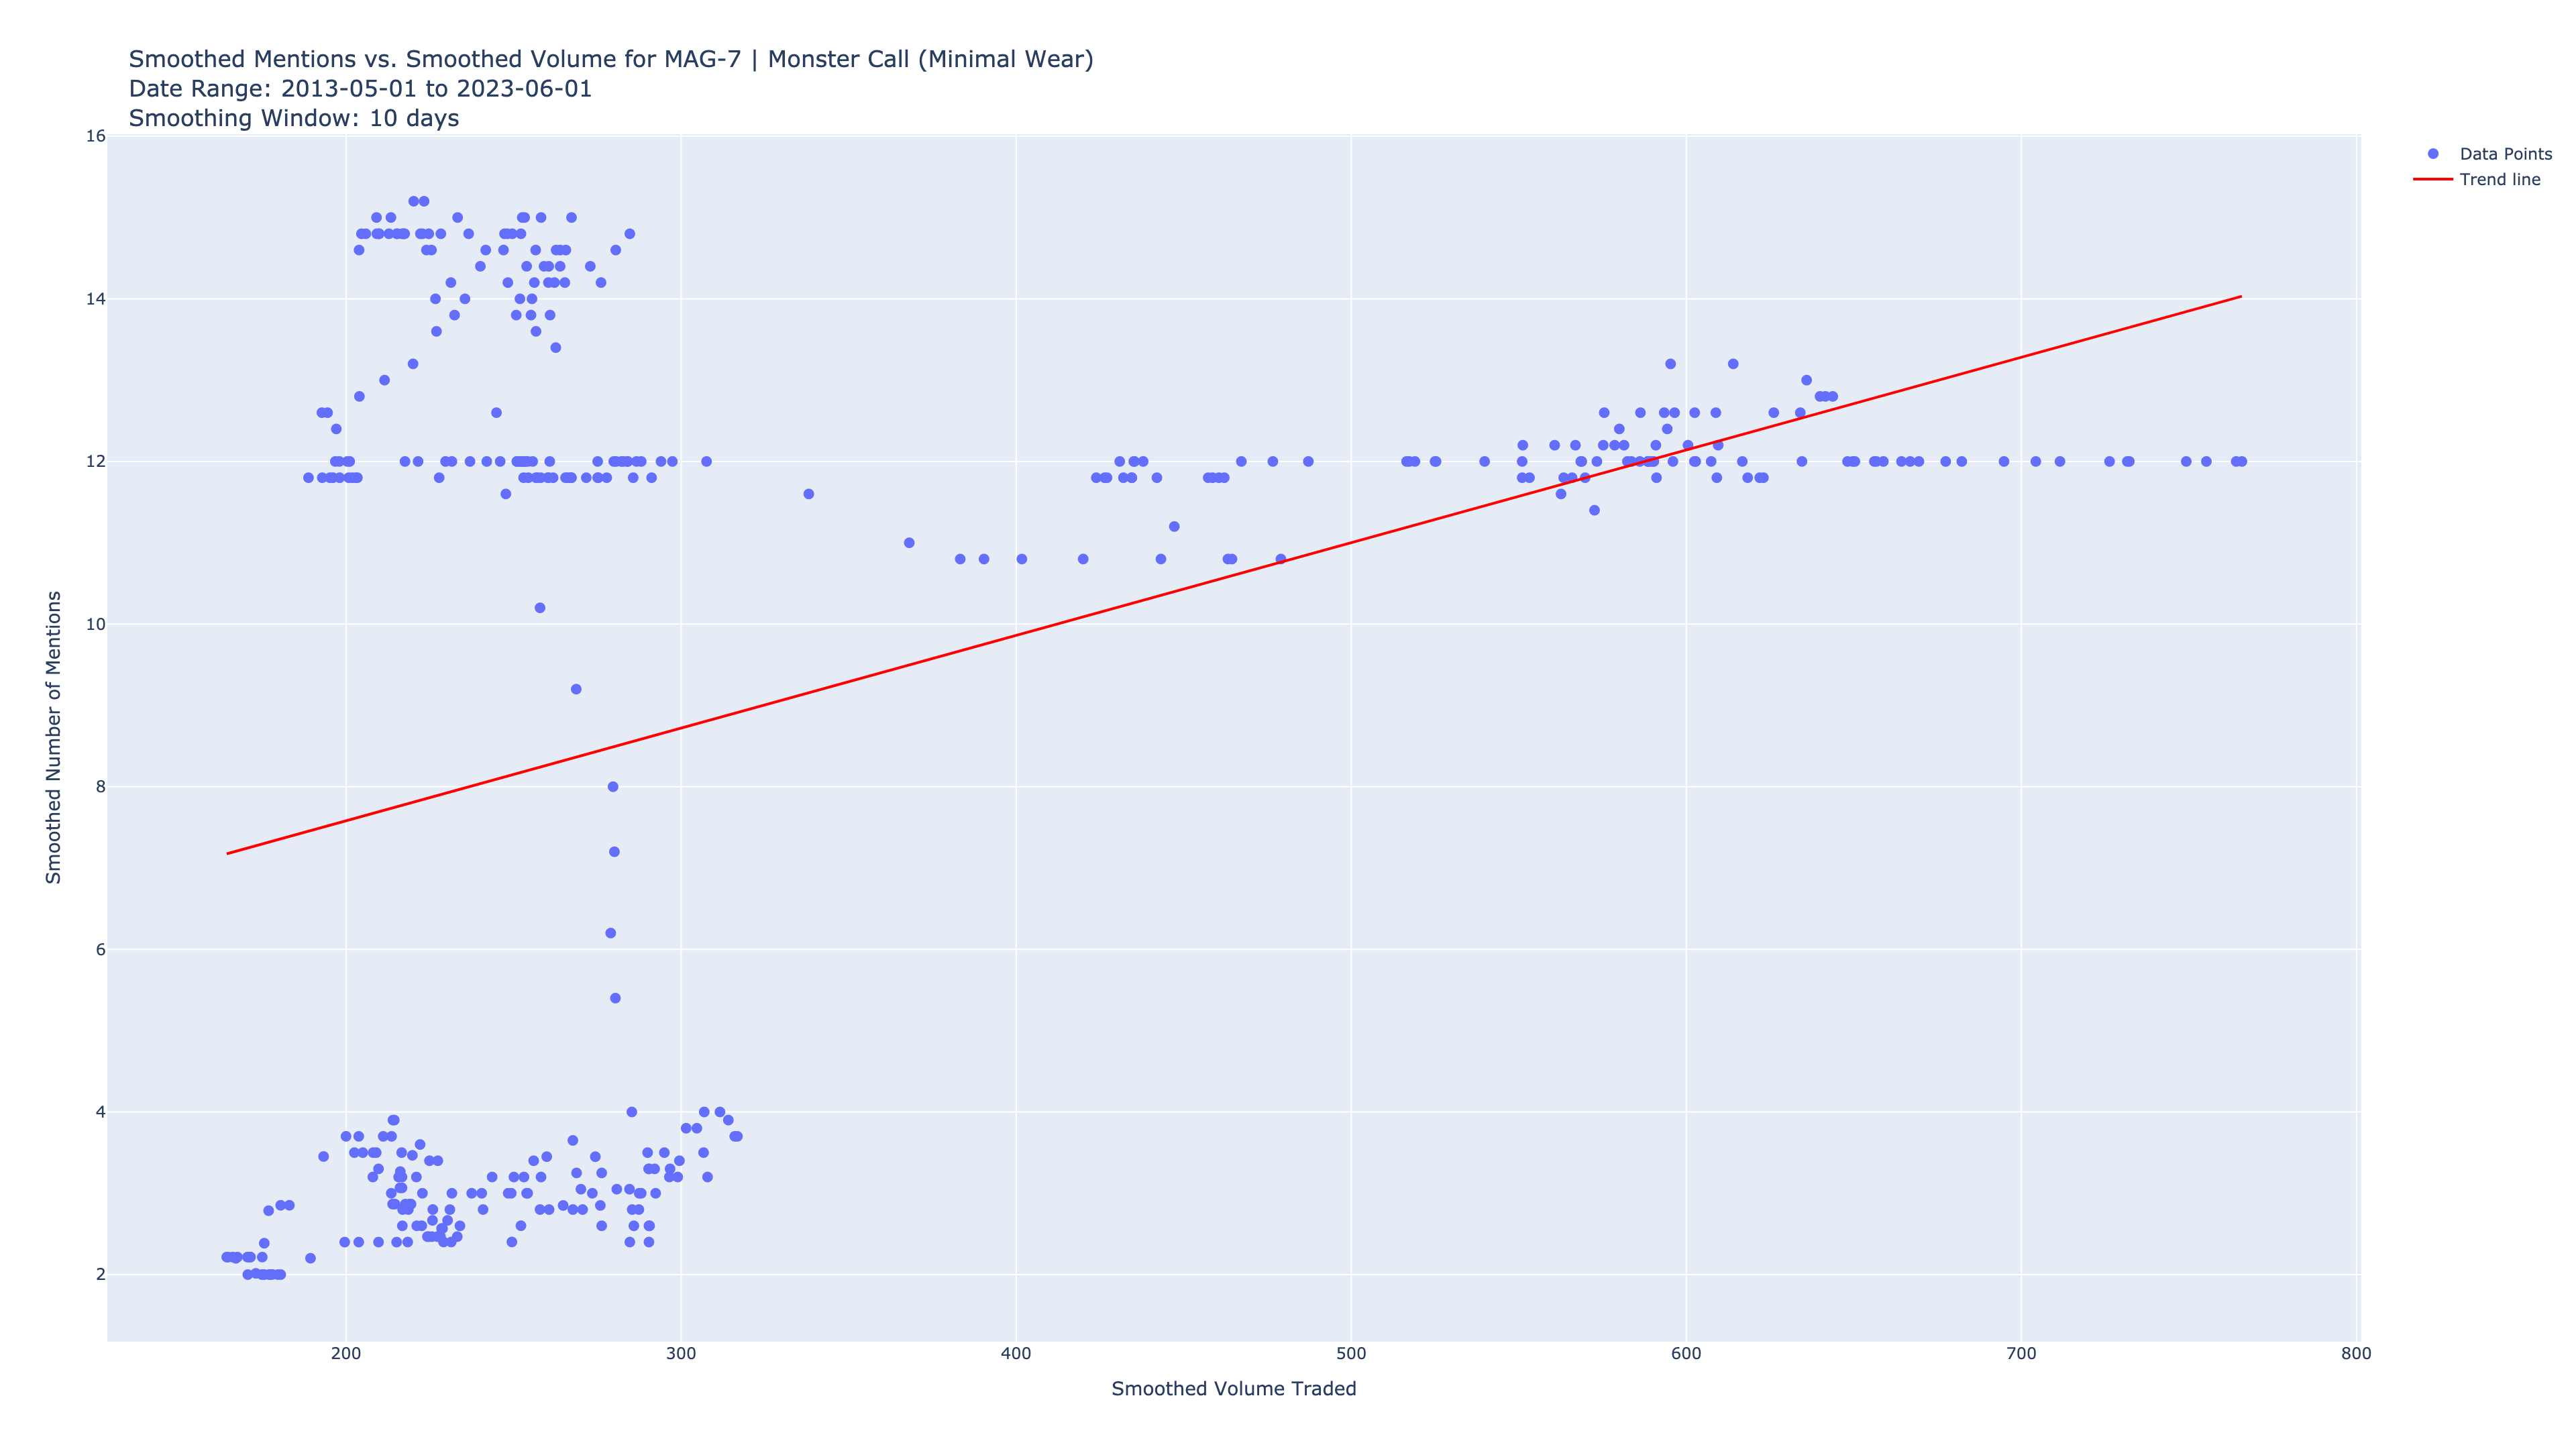 Smoothed Mentions vs. Smoothed Volume for MAG-7 | Monster Call (Minimal Wear)
Date Range: 2013-05-01 to 2023-06-01
Smoothing Window: 10 days
Data Points
Trend line
Smoothed Number of Mentions
16
14
12
10
8
6
4
2
200 300 400 500 600 700 800
Smoothed Volume Traded